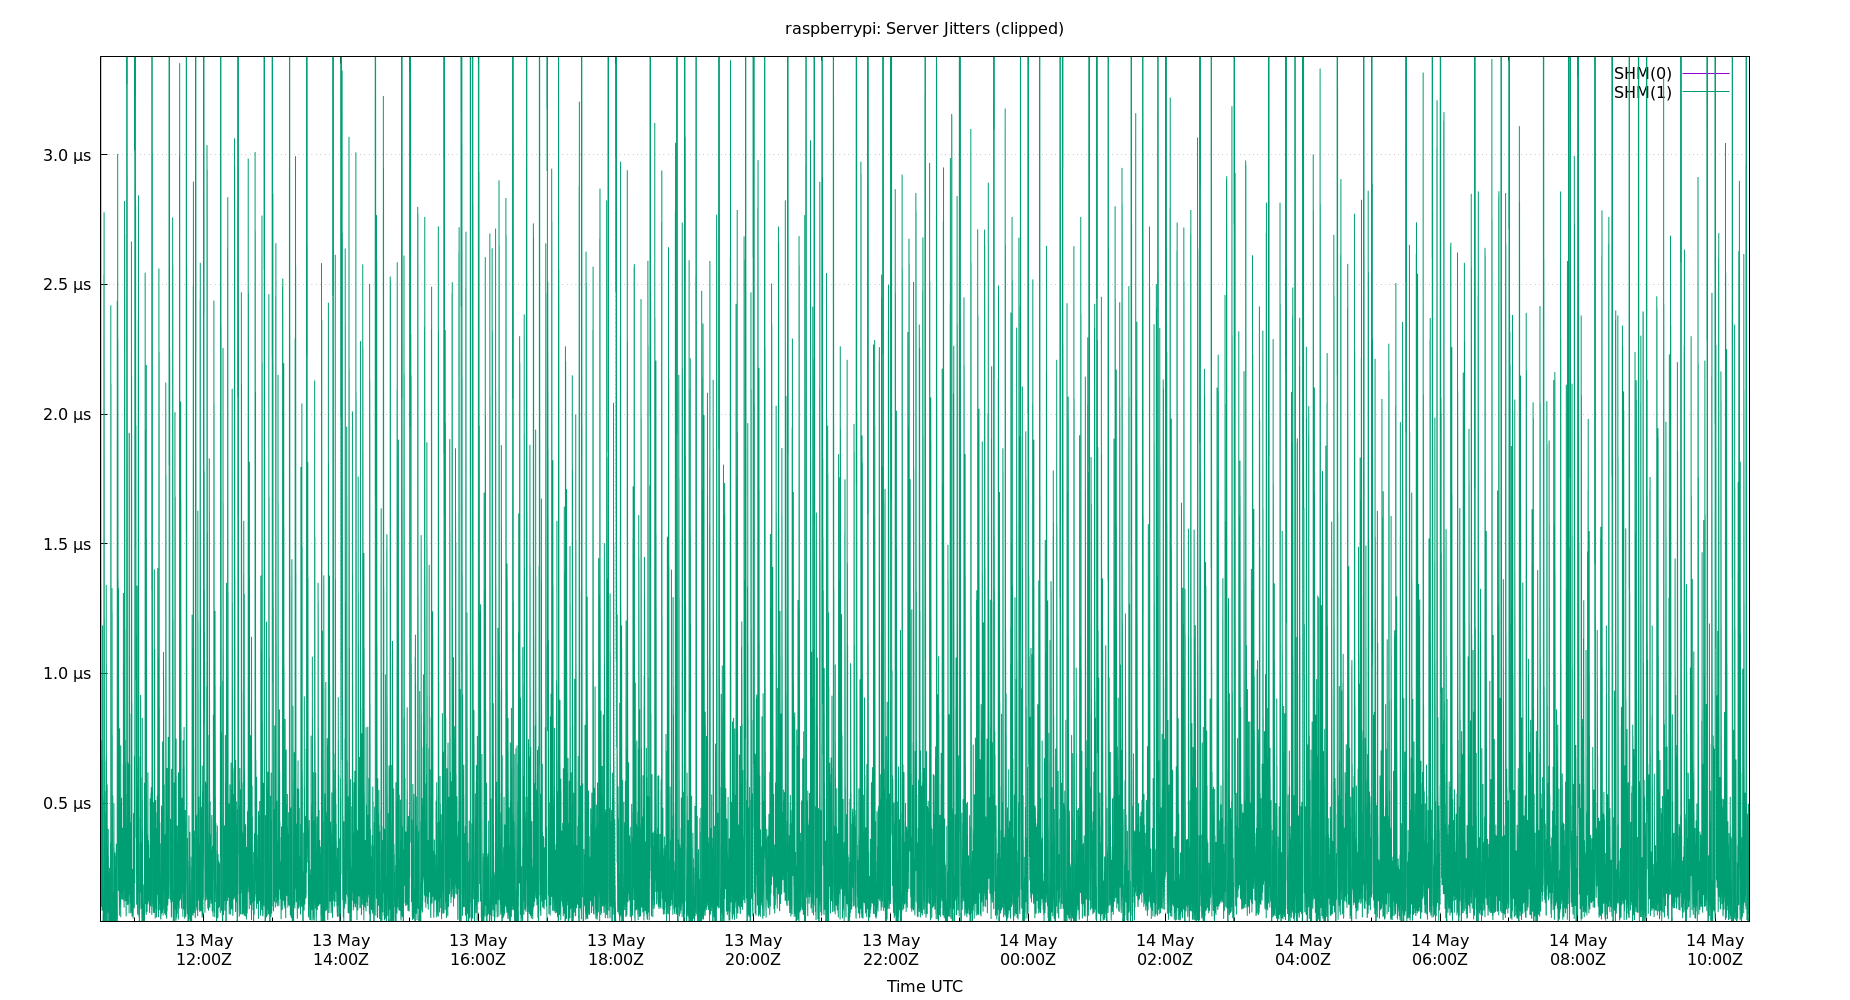 raspberrypi: Server Jitters (clipped)
SHM(0)
SHM(1)
3.0 µs
2.5 µs
2.0 µs
1.5 µs
1.0 µs
0.5 µs
13 May 13 May 13 May 13 May 13 May 13 May 14 May 14 May 14 May 14 May 14 May 14 May
12:00Z 14:00Z 16:00Z 18:00Z 20:00Z 22:00Z 00:00Z 02:00Z 04:00Z 06:00Z 08:00Z 10:00Z
Time UTC